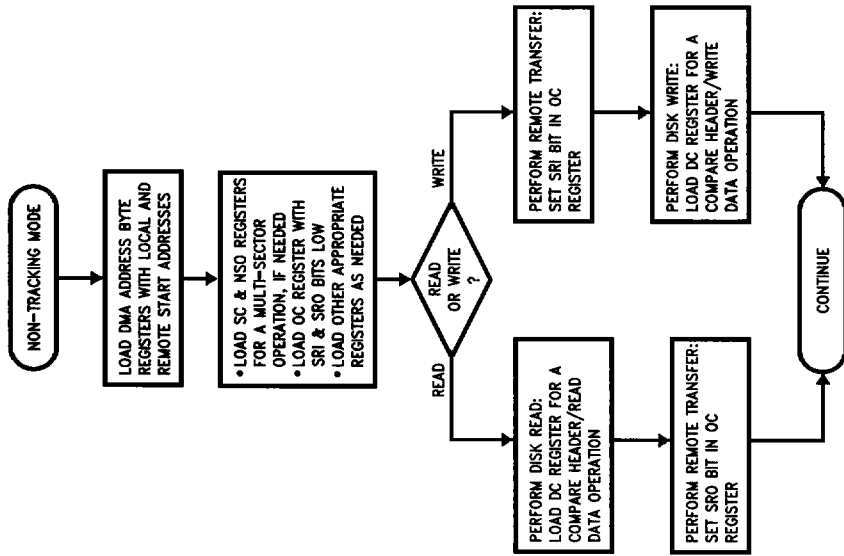 NON-TRACKING MODE
LOAD DMA ADDRESS BYTE
REGISTERS WITH LOCAL AND
REMOTE START ADDRESSES
• LOAD SC & NSO REGISTERS
FOR A MULTI-SECTOR
OPERATION, IF NEEDED
• LOAD OC REGISTER WITH
SRI & SRO BITS LOW
• LOAD OTHER APPROPRIATE
REGISTERS AS NEEDED
READ
OR WRITE
?
READ
WRITE
PERFORM DISK READ:
LOAD DC REGISTER FOR A
COMPARE HEADER/READ
DATA OPERATION
PERFORM REMOTE TRANSFER:
SET SRO BIT IN OC
REGISTER
PERFORM REMOTE TRANSFER:
SET SRI BIT IN OC
REGISTER
PERFORM DISK WRITE:
LOAD DC REGISTER FOR A
COMPARE HEADER/WRITE
DATA OPERATION
CONTINUE